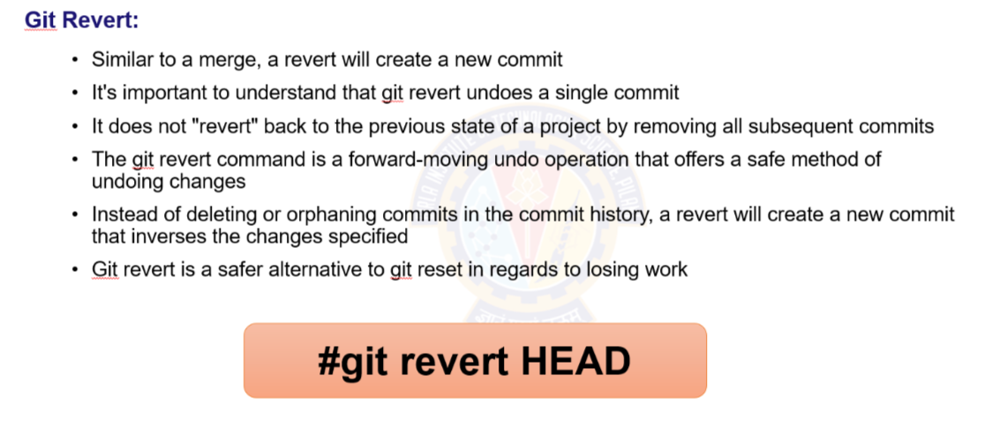 Git Revert:
• Similar to a merge, a revert will create a new commit
• It's important to understand that git revert undoes a single commit
• It does not "revert" back to the previous state of a project by removing all subsequent commits
• The git revert command is a forward-moving undo operation that offers a safe method of
undoing changes
• Instead of deleting or orphaning commits in the commit history, a revert will create a new commit
that inverses the changes specified
• Git revert is a safer alternative to git reset in regards to losing work
#git revert HEAD